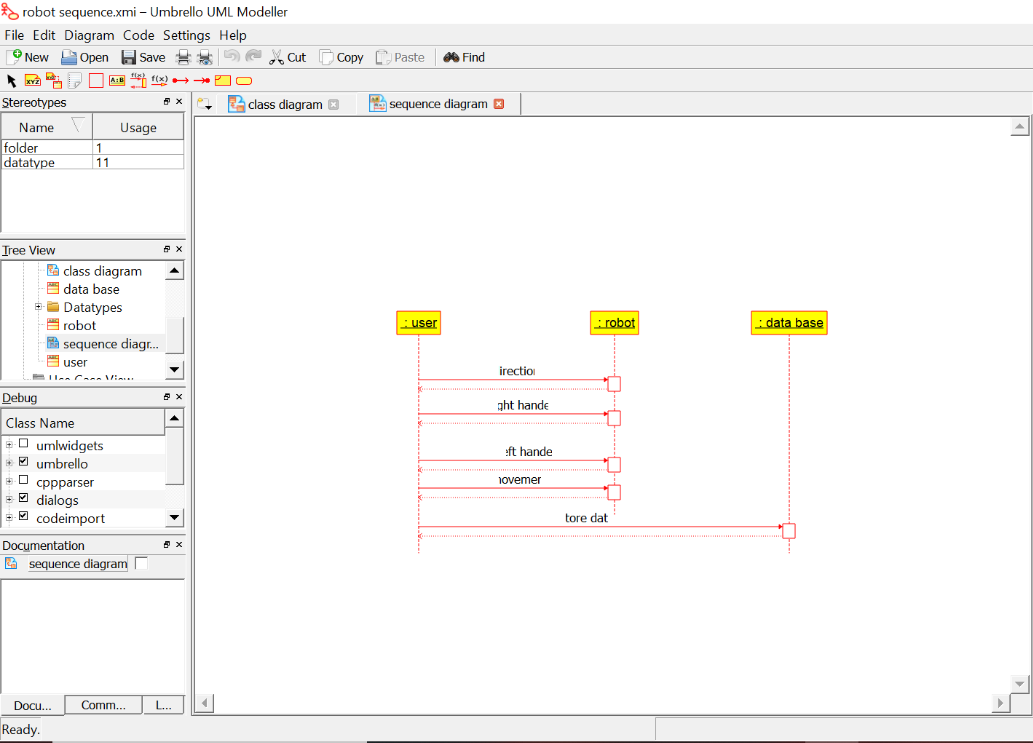 robot sequence.xmi – Umbrello UML Modeller
File Edit Diagram Code Settings Help
New Open Save Cut Copy Paste Find
XYZ A:B f(x) f(x)
Stereotypes
class diagram sequence diagram
Name Usage
folder 1
datatype 11
Tree View
class diagram
data base
Datatypes
robot
sequence diagr...
user
Use Case View
: user : robot : data base
irection
ght hande
eft hande
novemer
tore dat
Debug
Class Name
umlwidgets
umbrello
cppparser
dialogs
codeimport
Documentation
sequence diagram
Docu... Comm... L...
Ready.